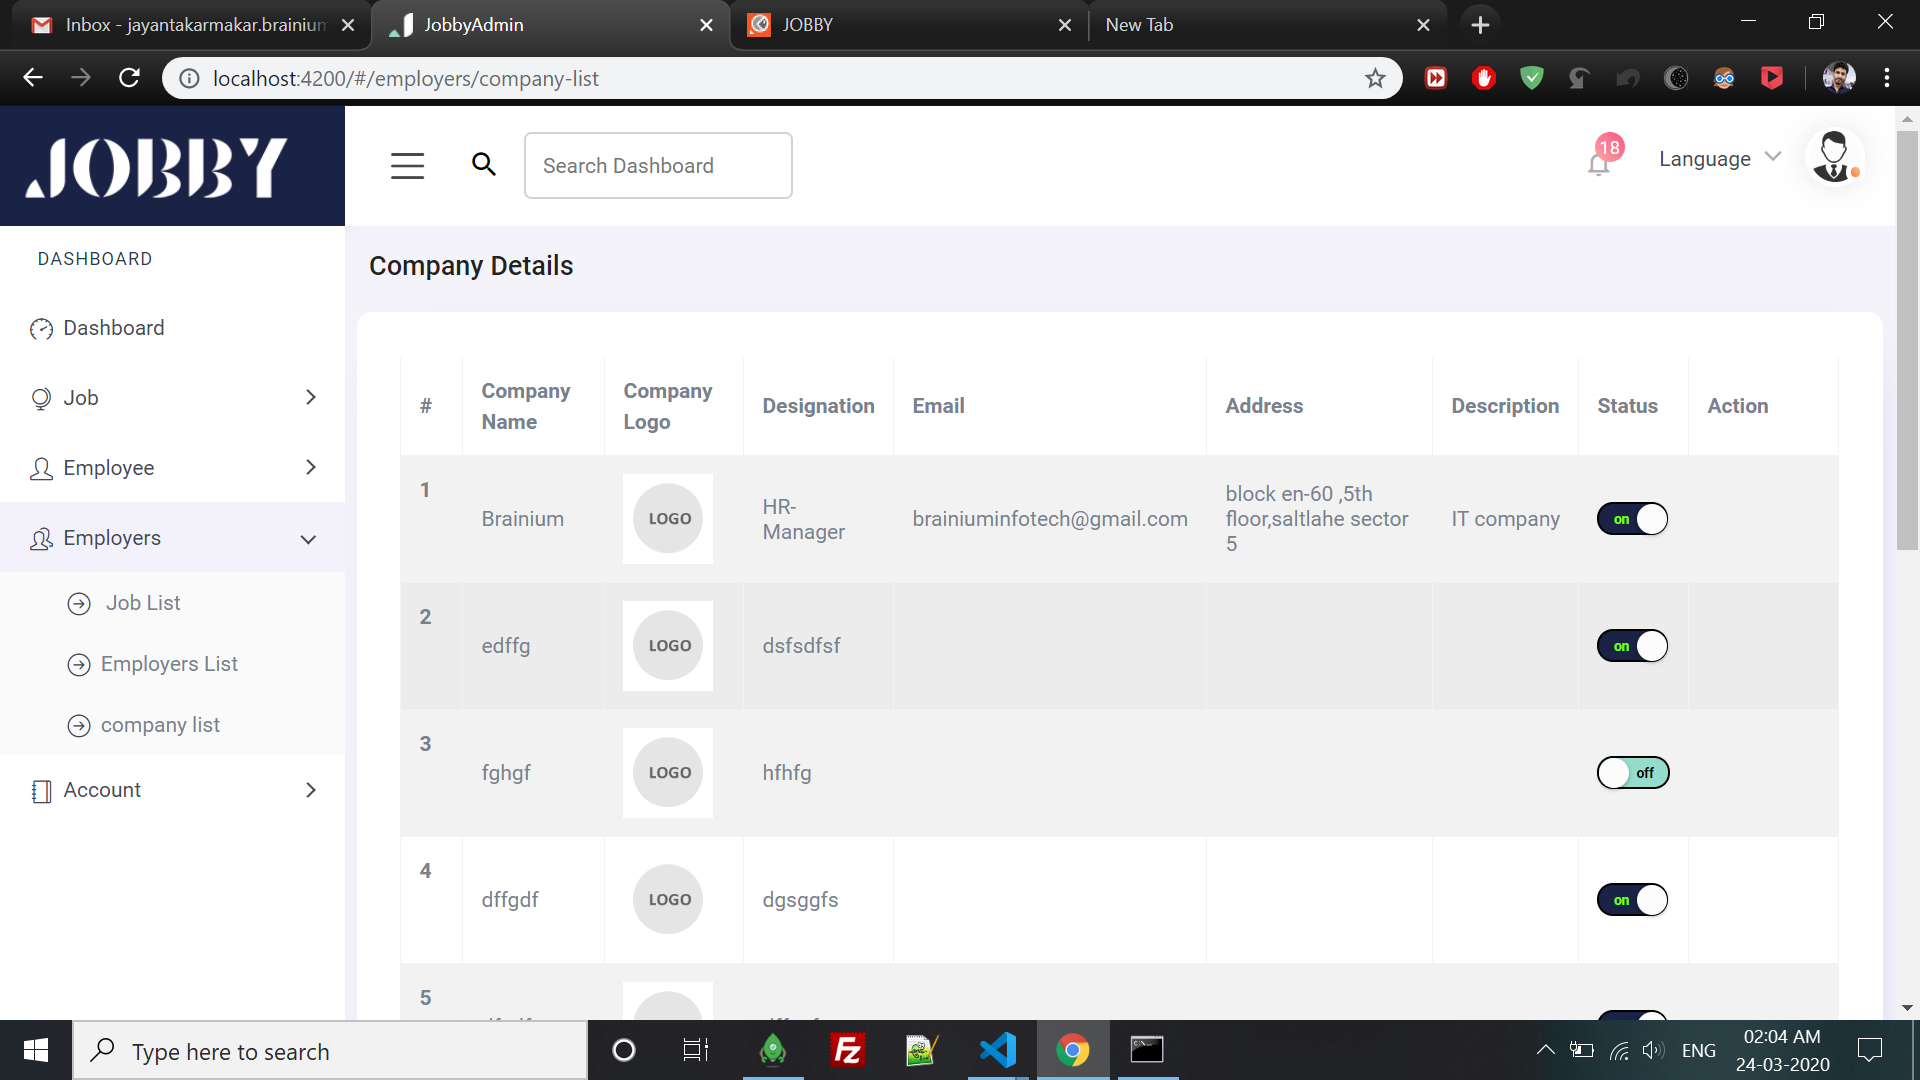 Inbox - jayantakarmakar.brainium
JobbyAdmin
JOBBY
New Tab
localhost:4200/#/employers/company-list
JOBBY
Search Dashboard
18
Language
DASHBOARD
Dashboard
Job
Employee
Employers
Job List
Employers List
company list
Account
Company Details
# Company Name Company Logo Designation Email Address Description Status Action
1 Brainium LOGO HR-Manager brainiuminfotech@gmail.com block en-60 ,5th floor,saltlahe sector 5 IT company on
2 edffg LOGO dsfsdfsf on
3 fghgf LOGO hfhfg off
4 dffgdf LOGO dgsggfs on
5
Type here to search
ENG
02:04 AM
24-03-2020